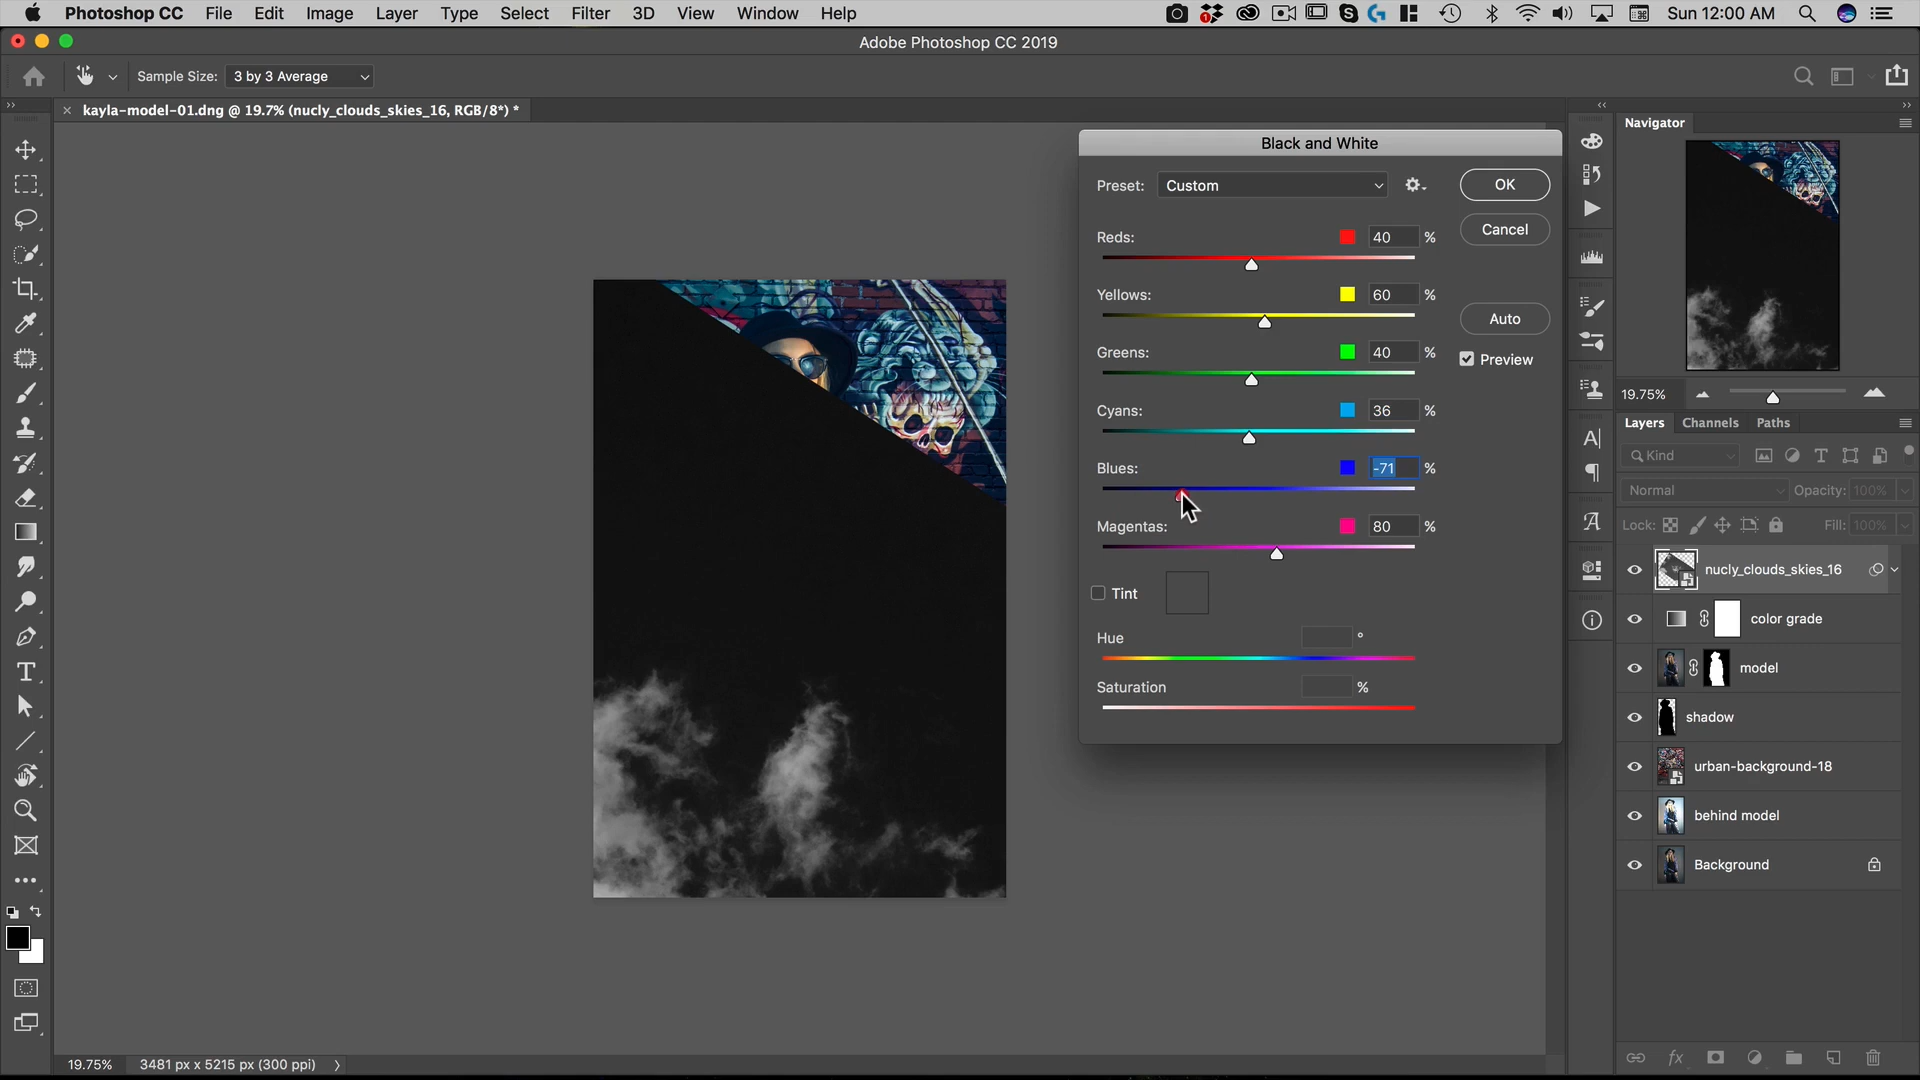 Photoshop CC File Edit Image Layer Type Select Filter 3D View Window Help Sun 12:00 AM
Adobe Photoshop CC 2019
Sample Size: 3 by 3 Average
kayla-model-01.dng @ 19.7% (nucly_clouds_skies_16, RGB/8*) *
Navigator
Black and White
Preset: Custom
OK
Cancel
Reds: 40 %
Yellows: 60 %
Auto
Greens: 40 %
Preview
Cyans: 36 %
Blues: -71 %
Magentas: 80 %
Tint
Hue °
Saturation %
19.75%
Layers Channels Paths
Kind
Normal Opacity: 100%
Lock: Fill: 100%
nucly_clouds_skies_16
color grade
model
shadow
urban-background-18
behind model
Background
19.75% 3481 px x 5215 px (300 ppi)